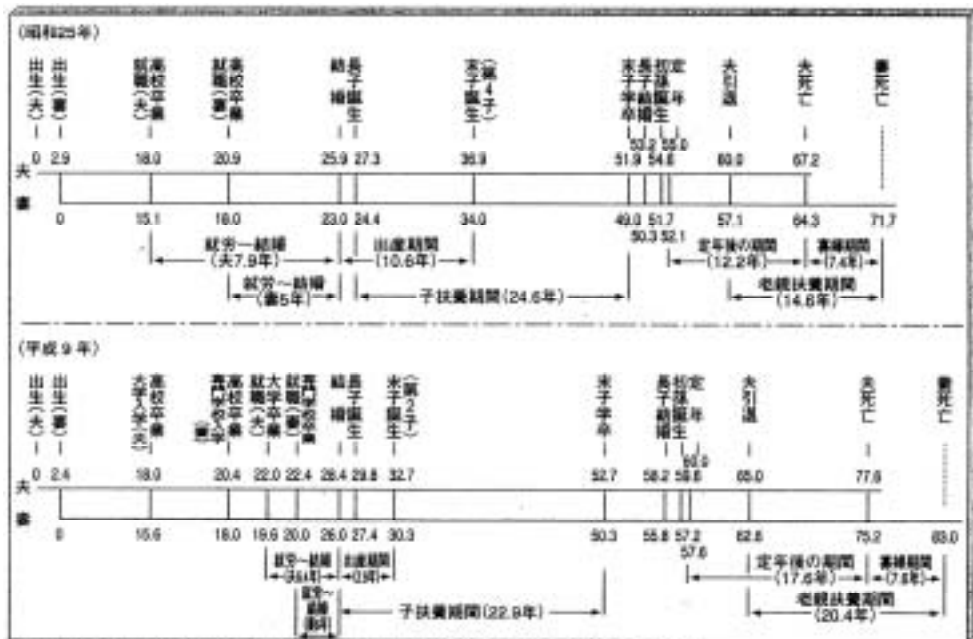 (昭和25年)
出生(夫)
出生(妻)
高校卒業
就職(夫)
高校卒業
就職(妻)
結婚
長子誕生
末子誕生
(第4子)
末子学卒
長子結婚
初孫誕生
定年
夫引退
夫死亡
妻死亡
53.2 55.0
0 2.9 18.0 20.9 25.9 27.3 36.9 51.9 54.6 60.0 67.2
夫
妻
0 15.1 18.0 23.0 24.4 34.0 49.0 51.7 57.1 64.3 71.7
50.3 52.1
就労～結婚
(夫7.9年)
出産期間
(10.6年)
定年後の期間
(12.2年)
寡婦期間
(7.4年)
就労～結婚
(妻5年)
子扶養期間(24.6年)
老親扶養期間
(14.6年)
(平成9年)
出生(夫)
出生(妻)
高校卒業
大学入学(夫)
高校卒業
専門学校入学
(妻)
大学卒業
就職(夫)
専門学校卒業
就職(妻)
結婚
長子誕生
末子誕生
(第2子)
末子学卒
長子結婚
初孫誕生
定年
夫引退
夫死亡
妻死亡
60.0
0 2.4 18.0 20.4 22.0 22.4 28.4 29.8 32.7 52.7 58.2 59.6 65.0 77.6
夫
妻
0 15.6 18.0 19.6 20.0 26.0 27.4 30.3 50.3 55.8 57.2 62.6 75.2 83.0
57.6
就労～結婚
出産期間
定年後の期間
(17.6年)
寡婦期間
(7.8年)
就労～
結婚
子扶養期間(22.9年)
老親扶養期間
(20.4年)